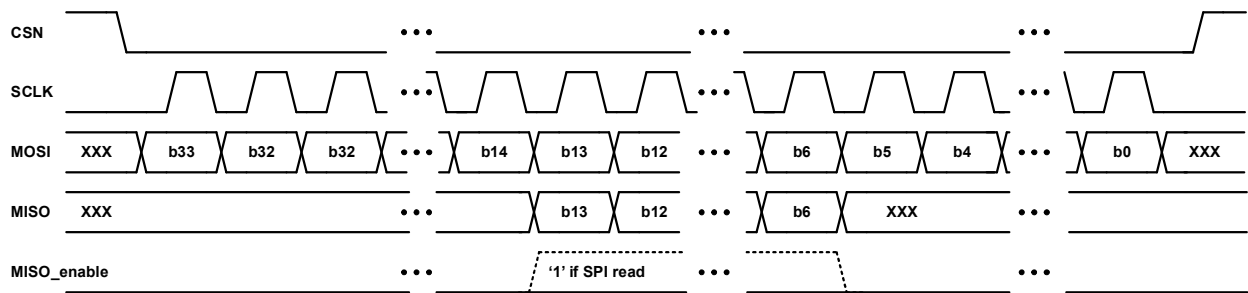 CSN
SCLK
MOSI XXX b33 b32 b32 b14 b13 b12 b6 b5 b4 b0 XXX
MISO XXX b13 b12 b6 XXX
MISO_enable '1' if SPI read